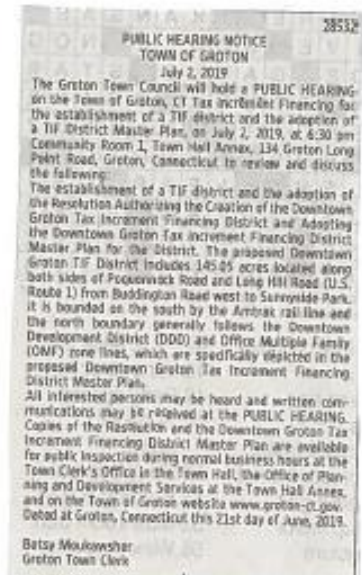 28532
PUBLIC HEARING NOTICE
TOWN OF GROTON
July 2, 2019
The Groton Town Council will hold a PUBLIC HEARING
on the Town of Groton, CT Tax Increment Financing for
the establishment of a TIF district and the adoption of
a TIF District Master Plan, on July 2, 2019, at 6:30 pm
Community Room 1, Town Hall Annex, 134 Groton Long
Point Road, Groton, Connecticut to review and discuss
the following:
The establishment of a TIF district and the adoption of
the Resolution Authorizing the Creation of the Downtown
Groton Tax Increment Financing District and Adopting
the Downtown Groton Tax Increment Financing District
Master Plan for the District. The proposed Downtown
Groton TIF District includes 145.05 acres located along
both sides of Poquonnock Road and Long Hill Road (U.S.
Route 1) from Buddington Road west to Sunnyside Park.
It is bounded on the south by the Amtrak rail line and
the north boundary generally follows the Downtown
Development District (DDD) and Office Multiple Family
(OMF) zone lines, which are specifically depicted in the
proposed Downtown Groton Tax Increment Financing
District Master Plan.
All interested persons may be heard and written com-
munications may be received at the PUBLIC HEARING.
Copies of the Resolution and the Downtown Groton Tax
Increment Financing District Master Plan are available
for public inspection during normal business hours at the
Town Clerk's Office in the Town Hall, the Office of Plan-
ning and Development Services at the Town Hall Annex,
and on the Town of Groton website www.groton-ct.gov.
Dated at Groton, Connecticut this 21st day of June, 2019.
Betsy Moukawsher
Groton Town Clerk